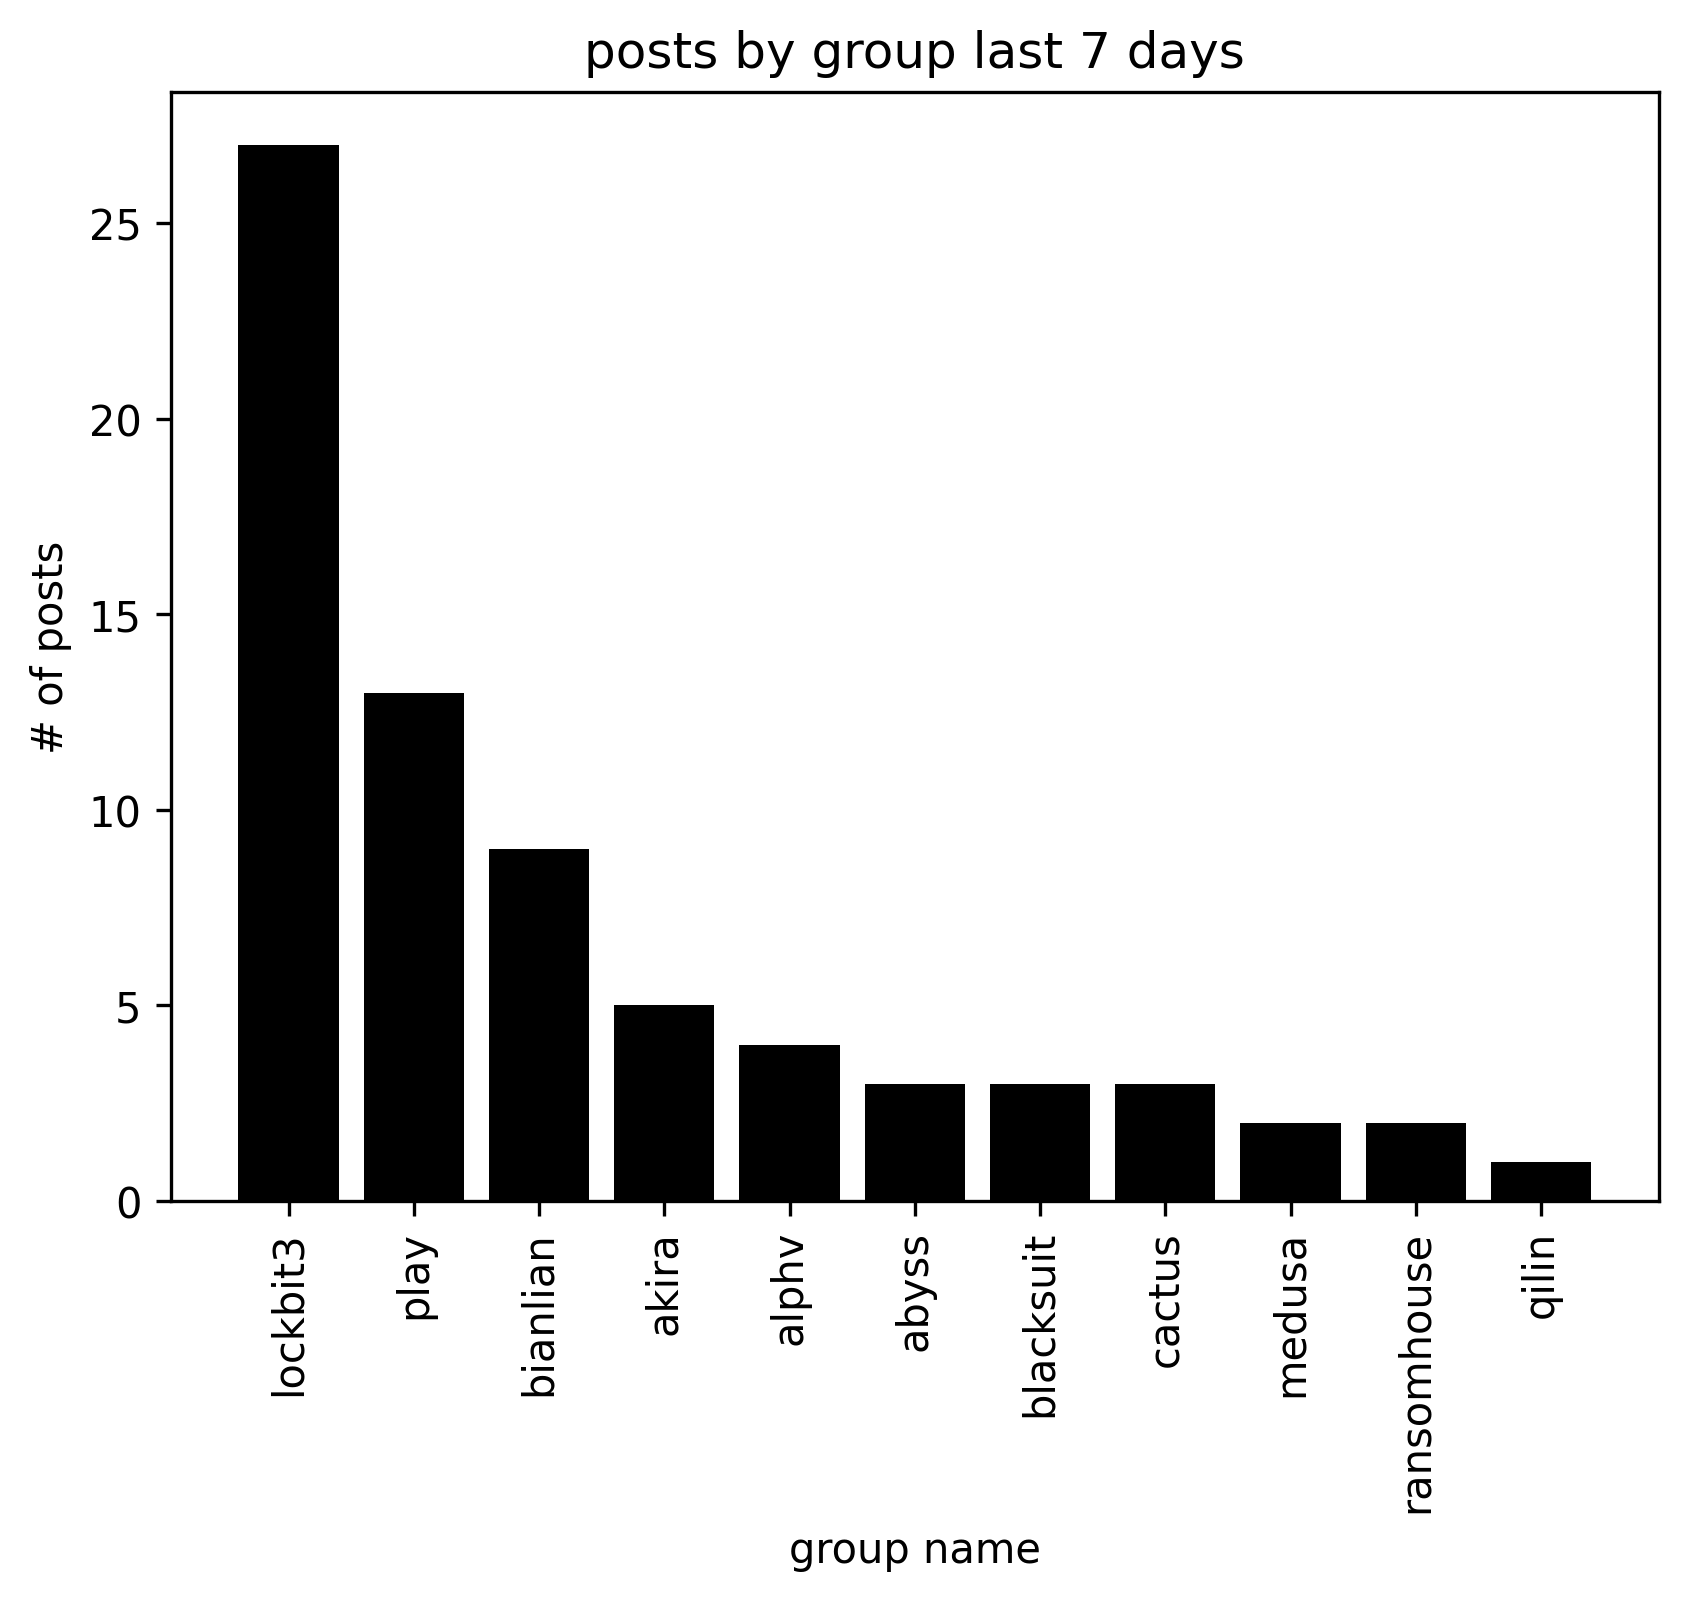 posts by group last 7 days
# of posts
25
20
15
10
5
0
lockbit3
play
bianlian
akira
alphv
abyss
blacksuit
cactus
medusa
ransomhouse
qilin
group name